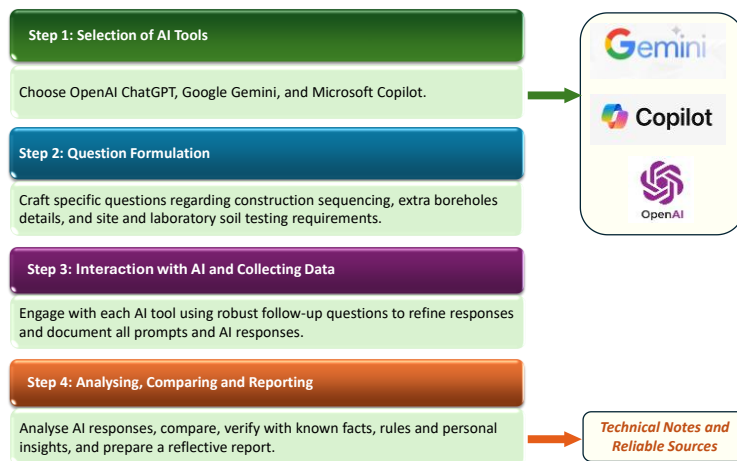 Step 1: Selection of AI Tools
Choose OpenAI ChatGPT, Google Gemini, and Microsoft Copilot.
Step 2: Question Formulation
Craft specific questions regarding construction sequencing, extra boreholes
details, and site and laboratory soil testing requirements.
Step 3: Interaction with AI and Collecting Data
Engage with each AI tool using robust follow-up questions to refine responses
and document all prompts and AI responses.
Step 4: Analysing, Comparing and Reporting
Analyse AI responses, compare, verify with known facts, rules and personal
insights, and prepare a reflective report.
Gemini
Copilot
OpenAI
Technical Notes and
Reliable Sources